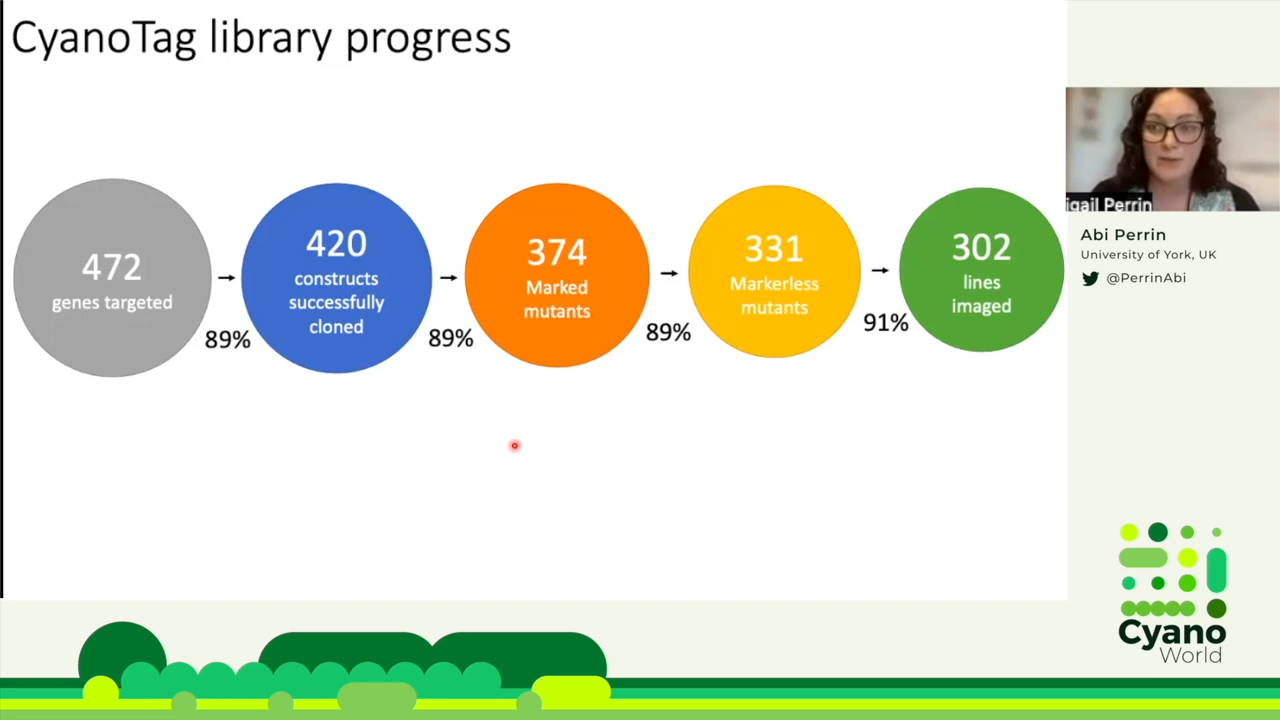 CyanoTag library progress
472
genes targeted
89%
420
constructs
successfully
cloned
89%
374
Marked
mutants
89%
331
Markerless
mutants
91%
302
lines
imaged
igail Perrin
Abi Perrin
University of York, UK
@PerrinAbi
Cyano
World